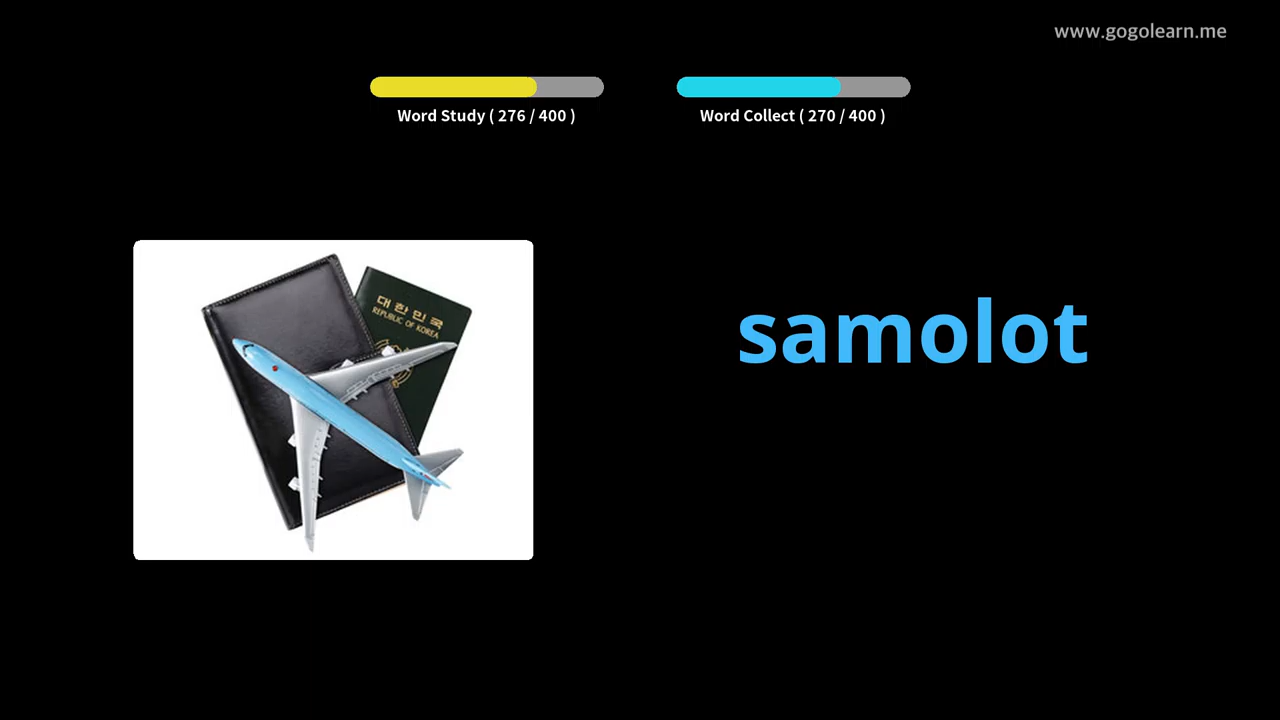 www.gogolearn.me
Word Study ( 276 / 400 )
Word Collect ( 270 / 400 )
대한민국
REPUBLIC OF KOREA
samolot